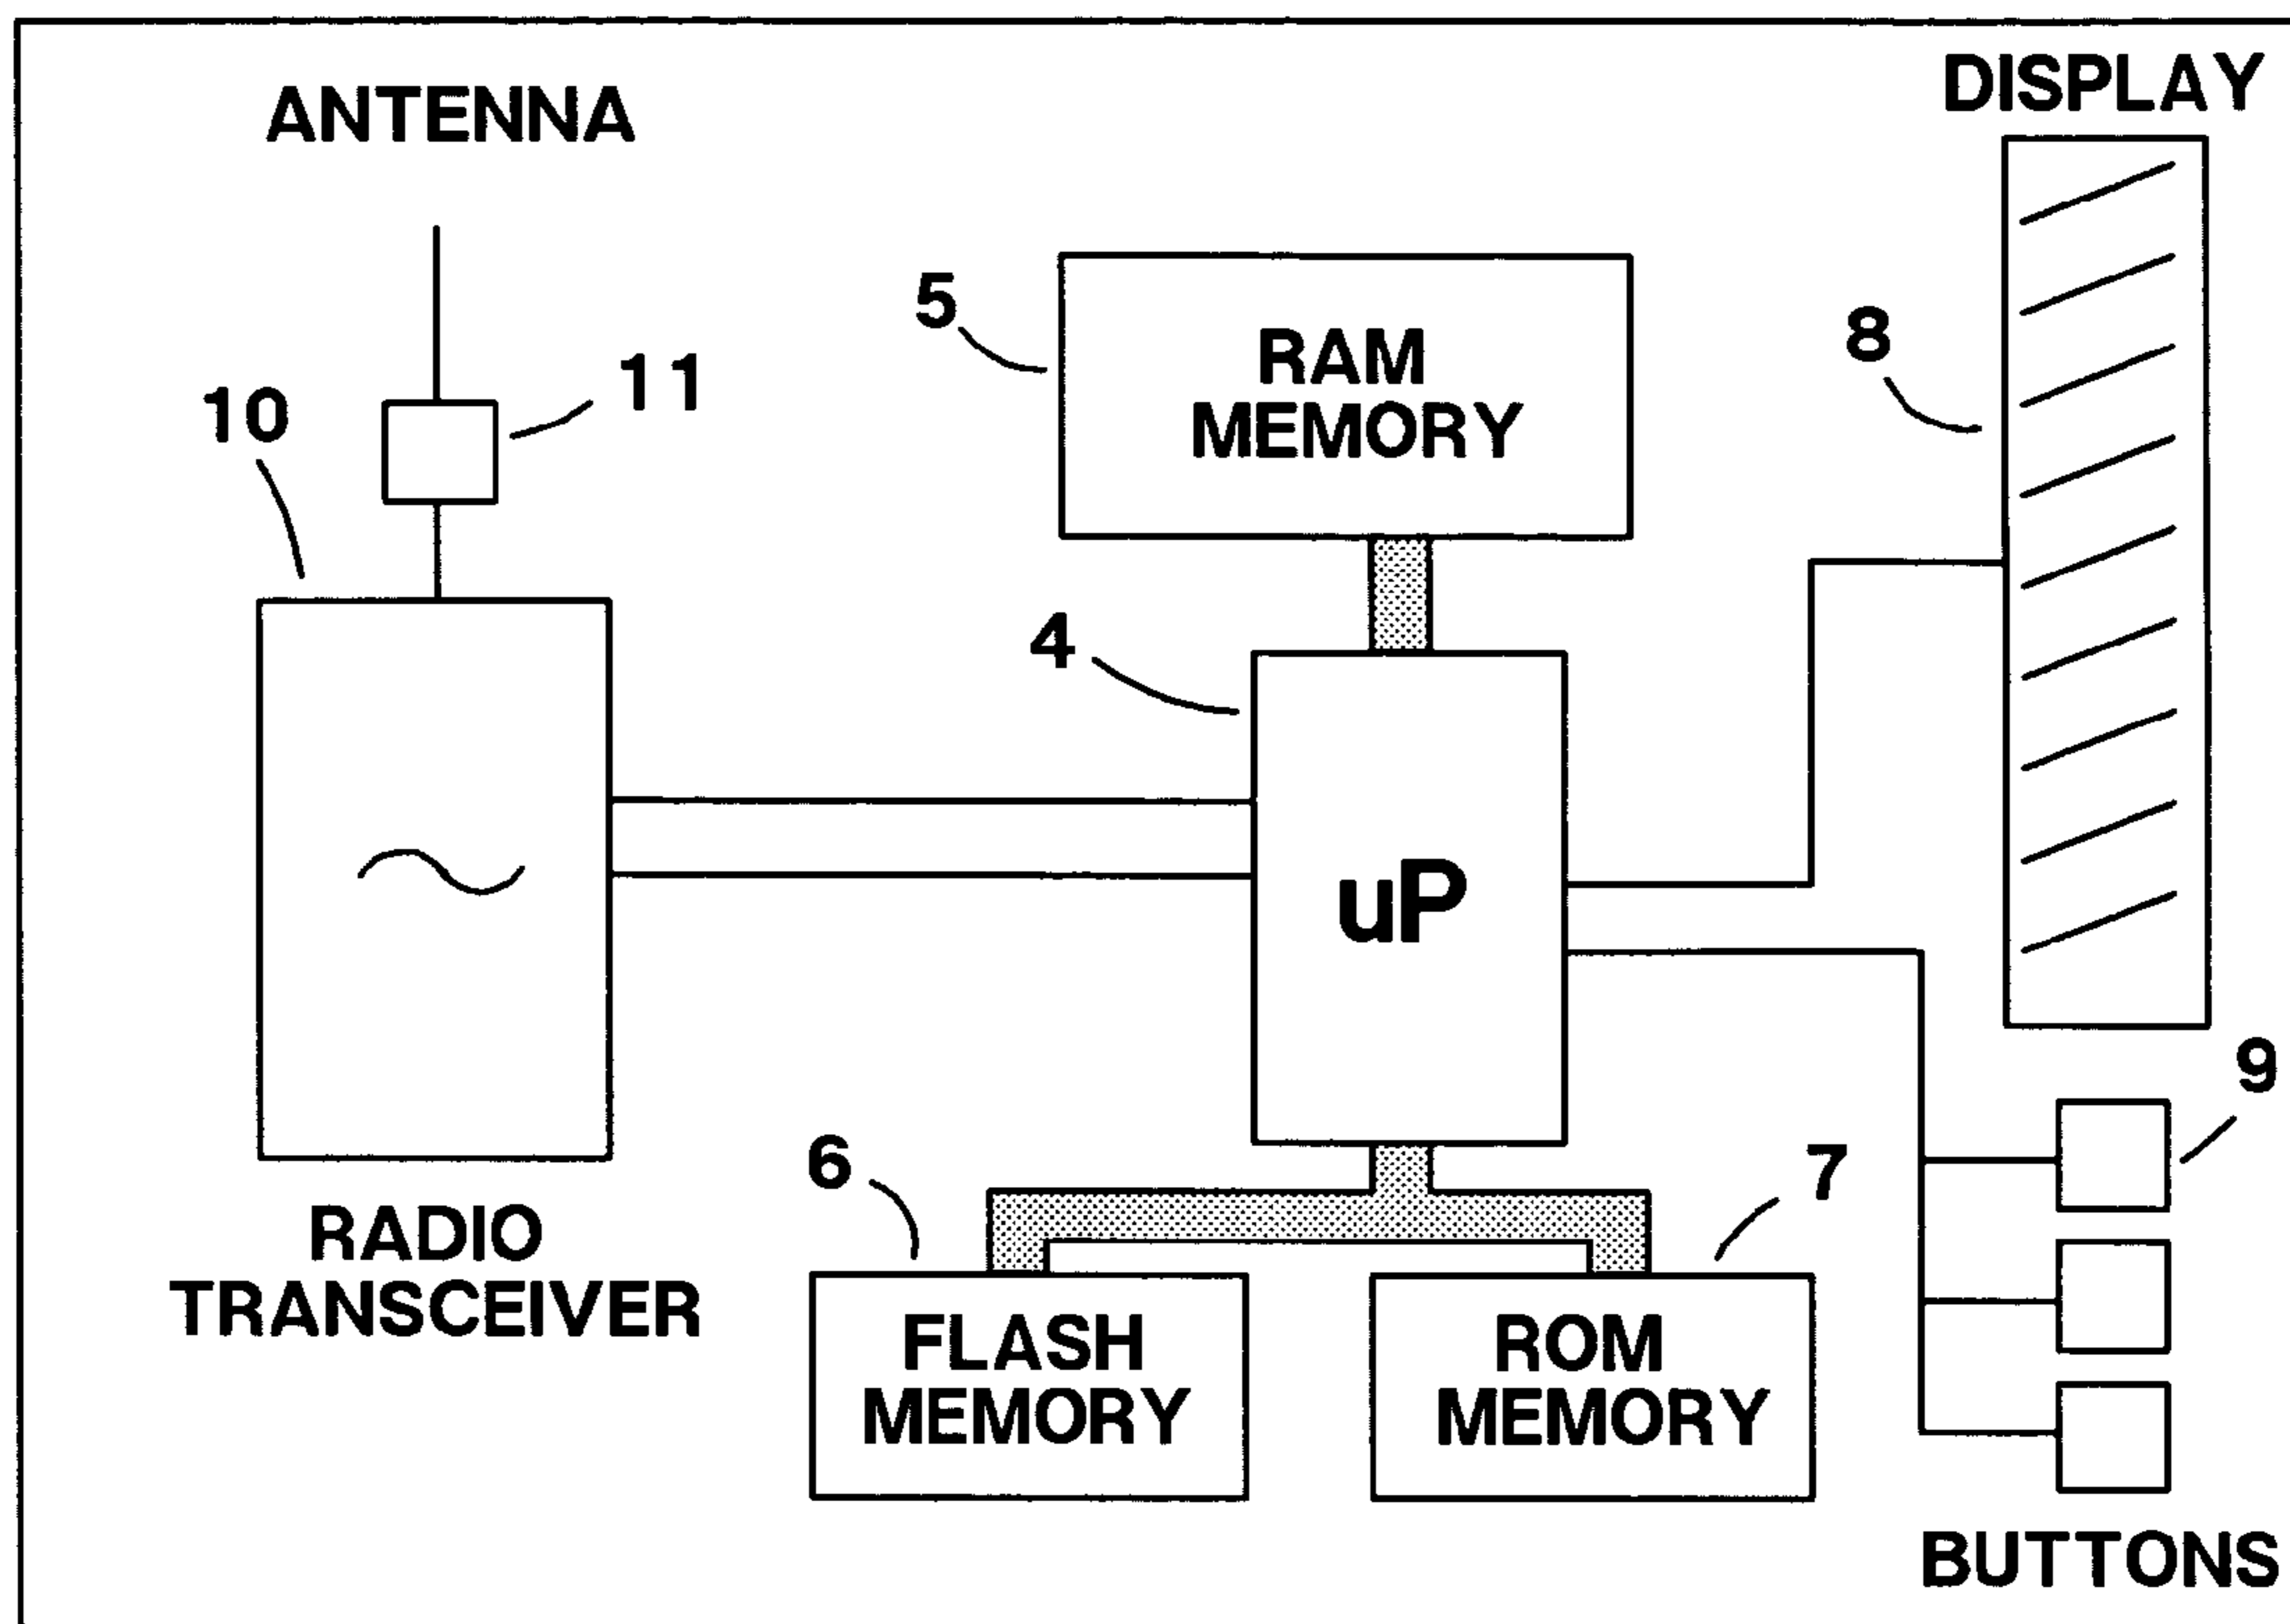 ANTENNA
DISPLAY
5
RAM
MEMORY
8
11
10
4
uP
9
6
7
RADIO
TRANSCEIVER
FLASH
MEMORY
ROM
MEMORY
BUTTONS